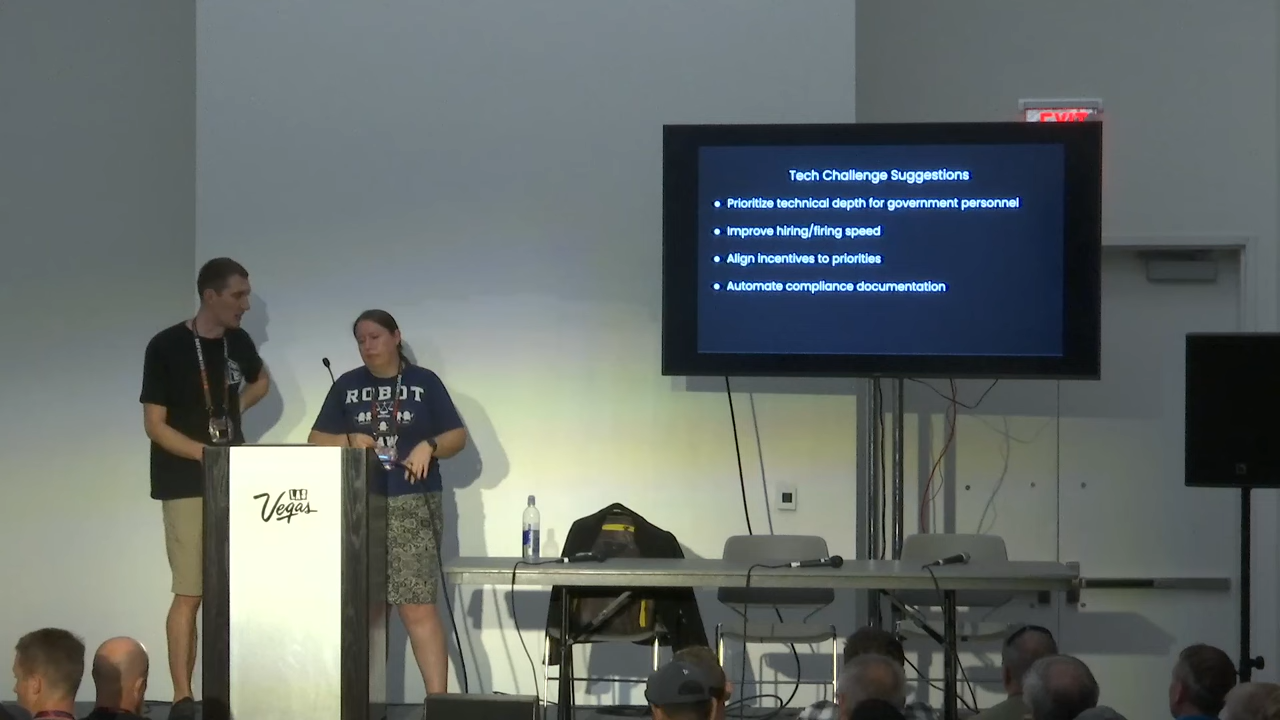 EXIT
Tech Challenge Suggestions
• Prioritize technical depth for government personnel
• Improve hiring/firing speed
• Align incentives to priorities
• Automate compliance documentation
ROBOT
LAS
Vegas